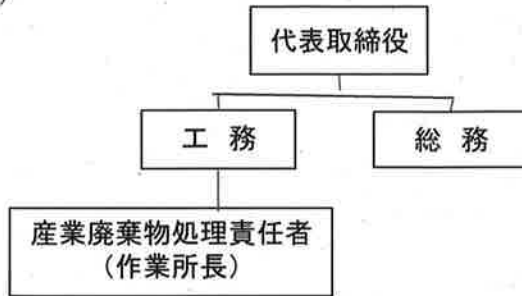 代表取締役
工 務
総 務
産業廃棄物処理責任者
（作業所長）